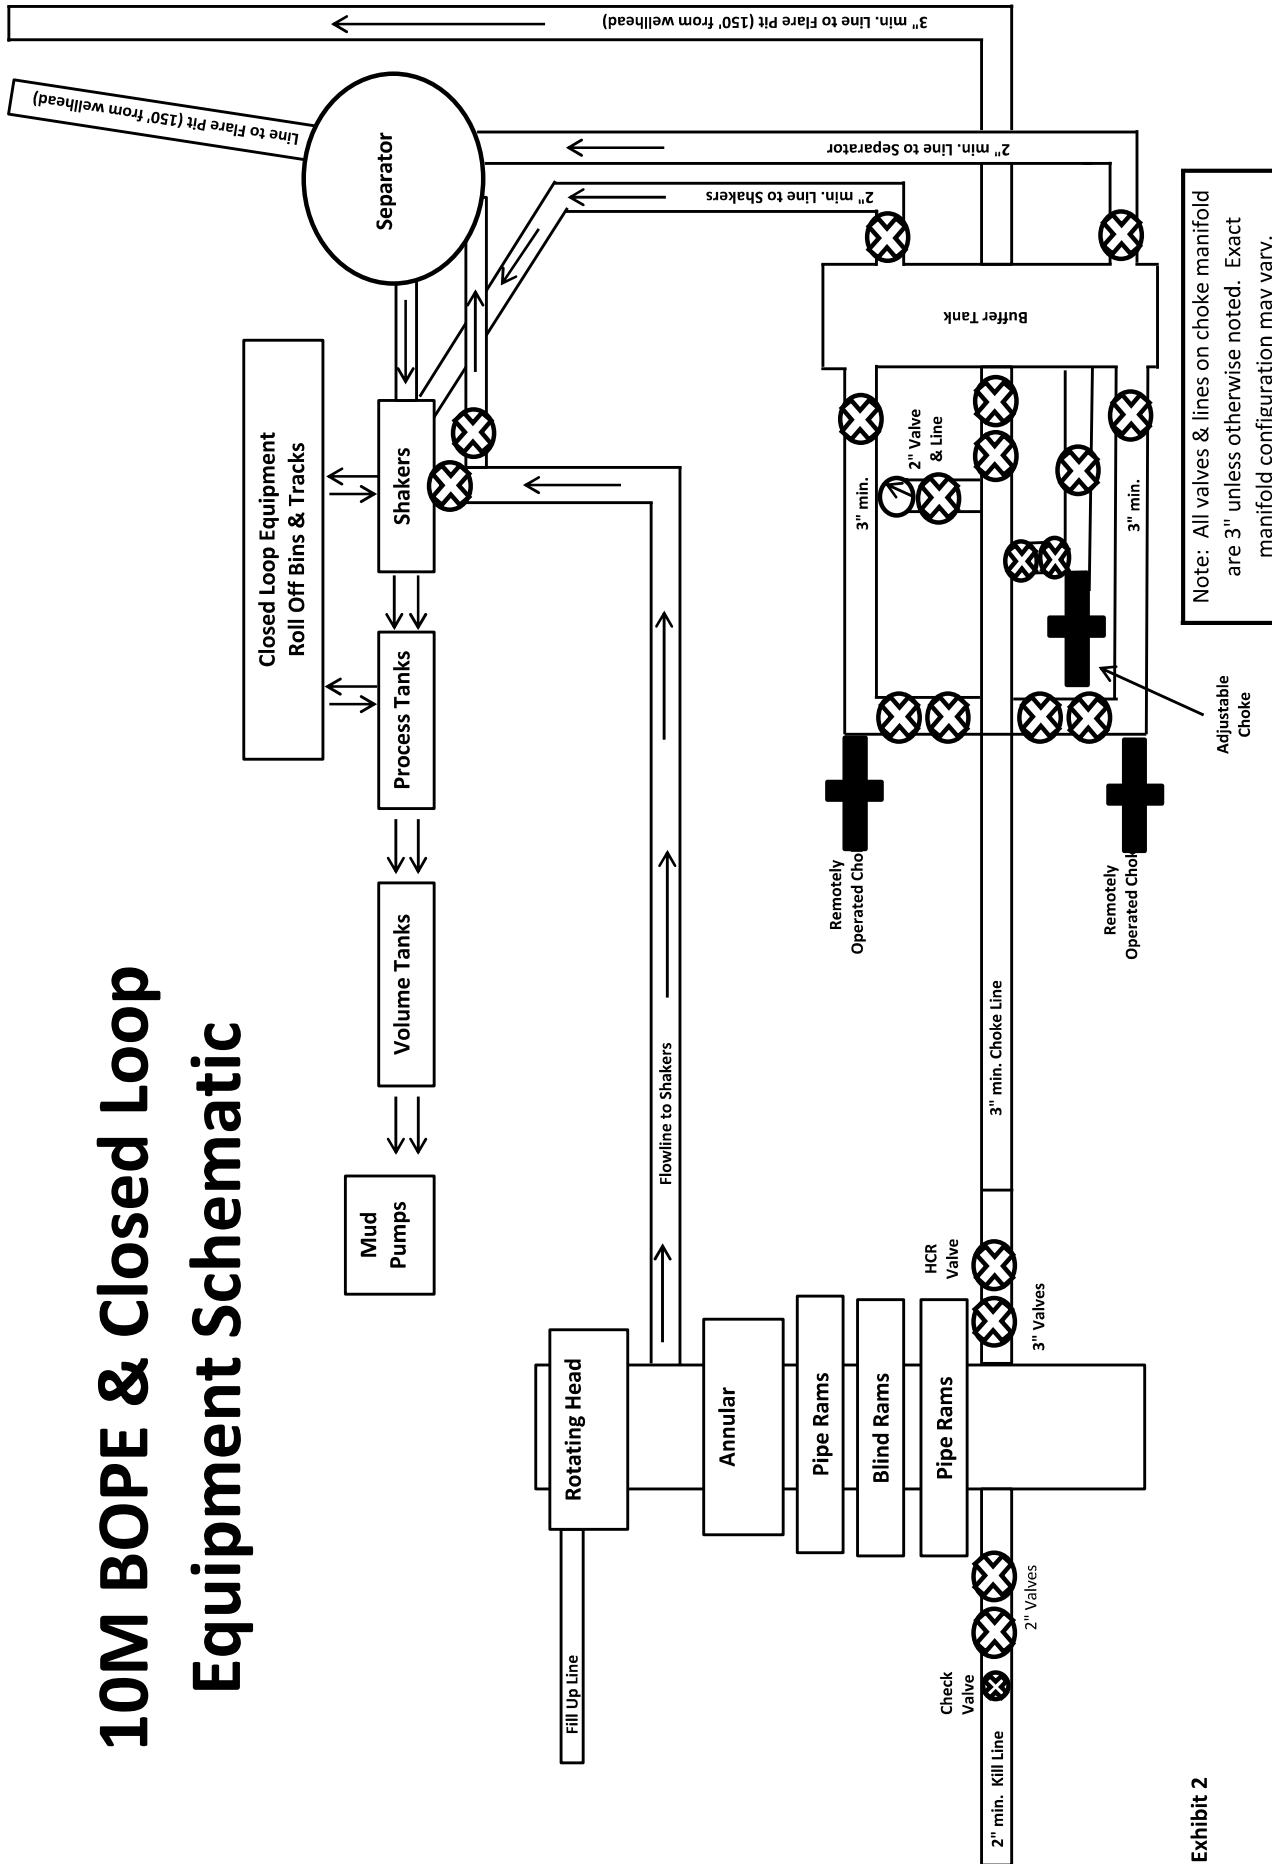 10M BOPE & Closed Loop
Equipment Schematic
Closed Loop Equipment
Roll Off Bins & Tracks
Mud
Pumps
Volume Tanks
Process Tanks
Shakers
Separator
Line to Flare Pit (150' from wellhead)
3" min. Line to Flare Pit (150' from wellhead)
2" min. Line to Separator
2" min. Line to Shakers
Fill Up Line
Rotating Head
Flowline to Shakers
Annular
Pipe Rams
Blind Rams
Pipe Rams
Check
Valve
2" min. Kill Line
2" Valves
HCR
Valve
3" Valves
3" min. Choke Line
Remotely
Operated Cho
3" min.
2" Valve
& Line
Buffer Tank
3" min.
Remotely
Operated Chok
Adjustable
Choke
Note: All valves & lines on choke manifold
are 3" unless otherwise noted. Exact
manifold configuration may vary.
Exhibit 2